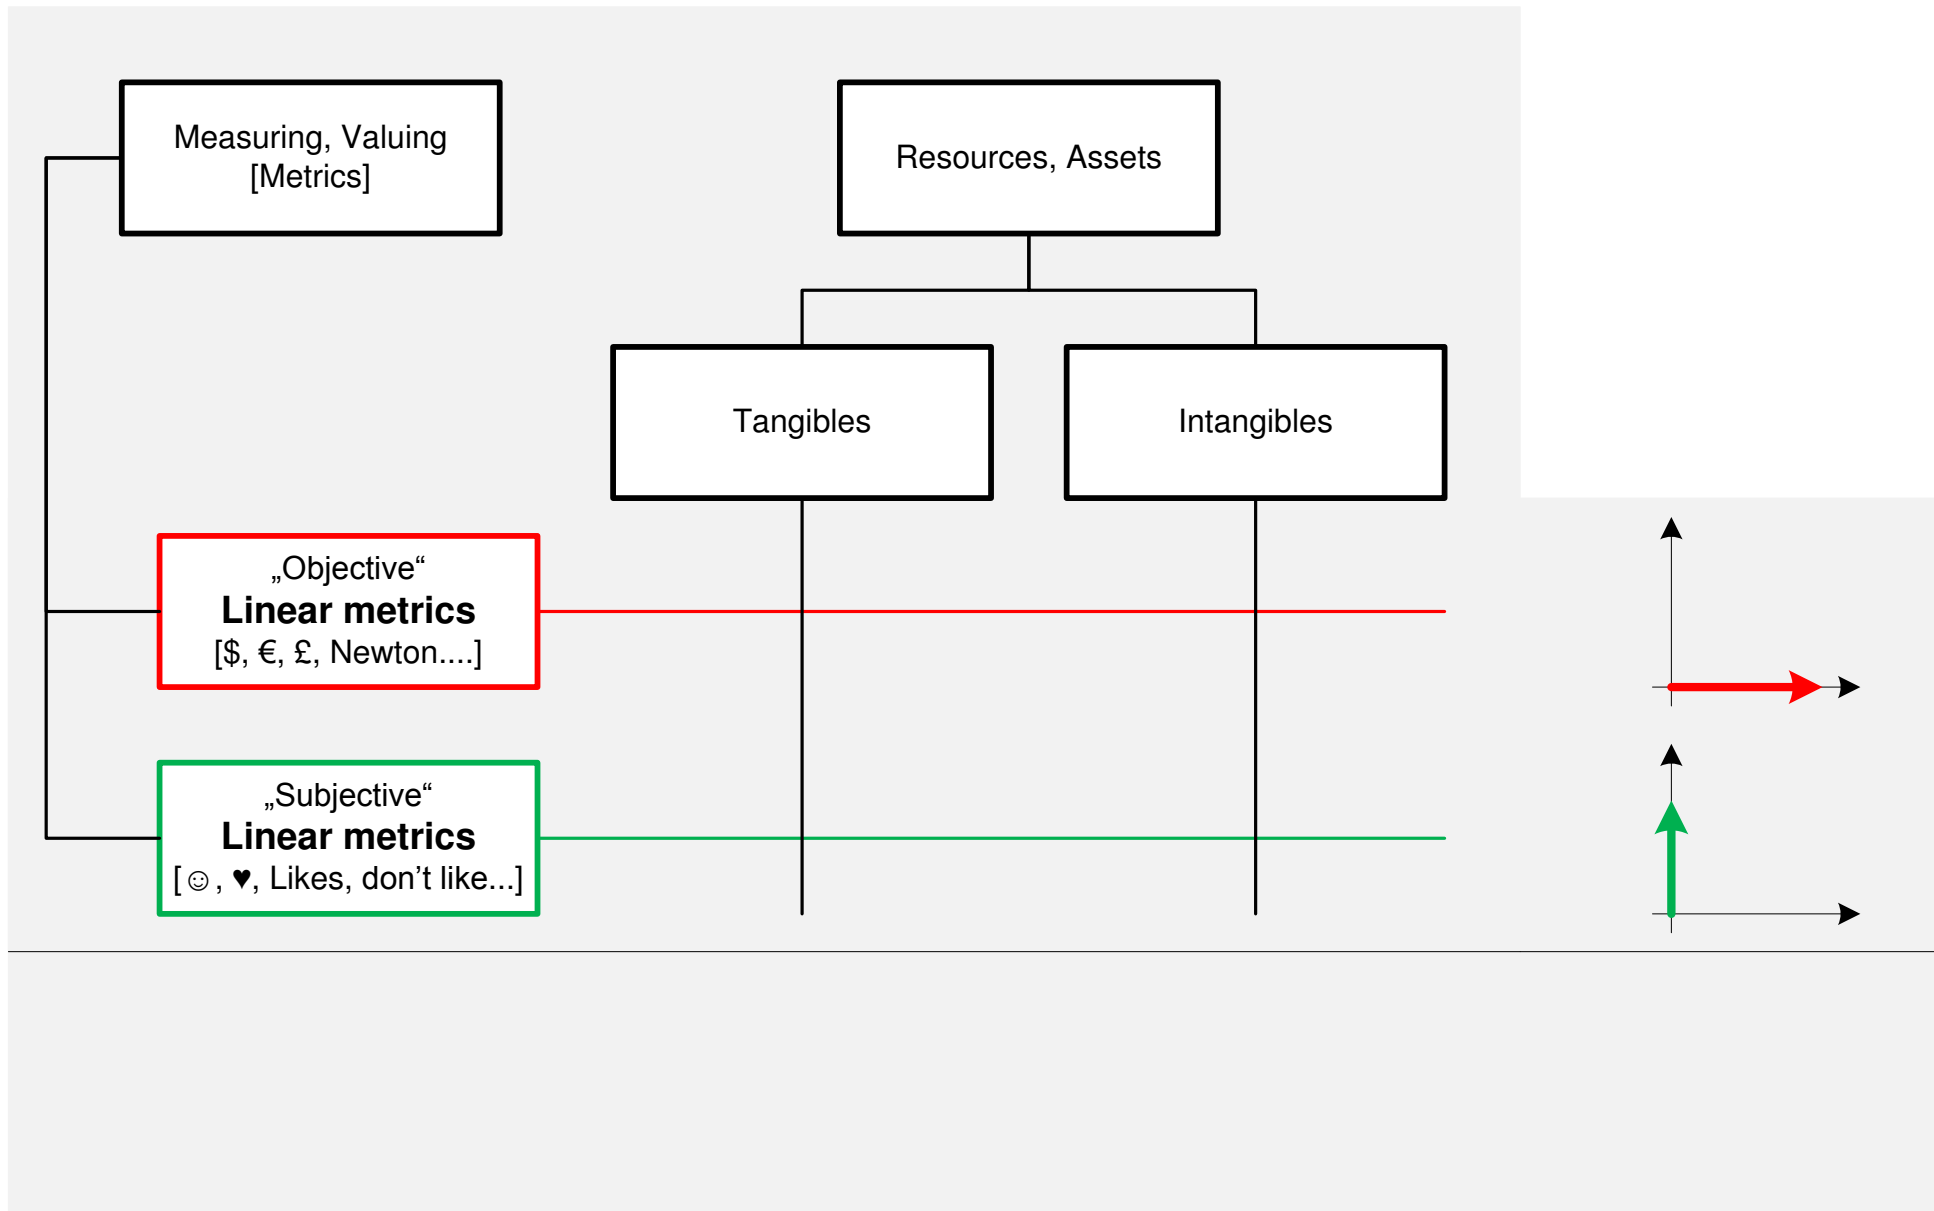 Measuring, Valuing
[Metrics]
Resources, Assets
Tangibles
Intangibles
„Objective“
Linear metrics
[$, €, £, Newton....]
„Subjective“
Linear metrics
[☺, ♥, Likes, don’t like...]